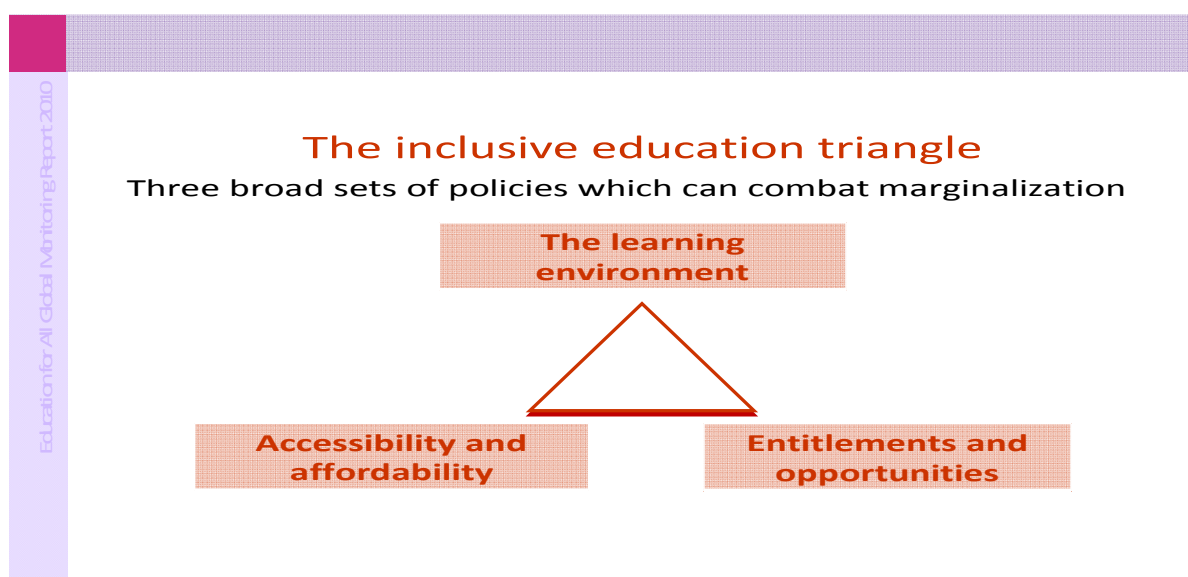 Education for All Global Monitoring Report 2010
The inclusive education triangle
Three broad sets of policies which can combat marginalization
The learning
environment
Accessibility and
affordability
Entitlements and
opportunities